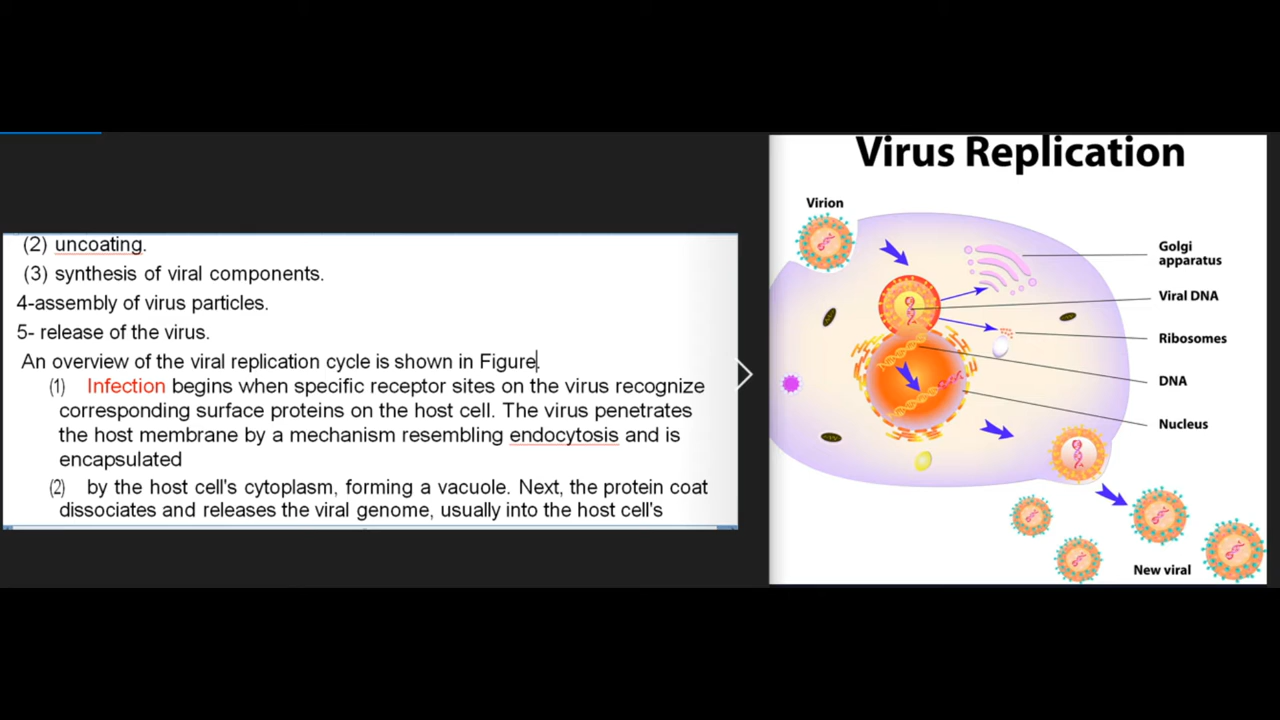 (2) uncoating.
(3) synthesis of viral components.
4-assembly of virus particles.
5- release of the virus.
An overview of the viral replication cycle is shown in Figure.
(1) Infection begins when specific receptor sites on the virus recognize
corresponding surface proteins on the host cell. The virus penetrates
the host membrane by a mechanism resembling endocytosis and is
encapsulated
(2) by the host cell's cytoplasm, forming a vacuole. Next, the protein coat
dissociates and releases the viral genome, usually into the host cell's
Virus Replication
Virion
Golgi
apparatus
Viral DNA
Ribosomes
DNA
Nucleus
New viral